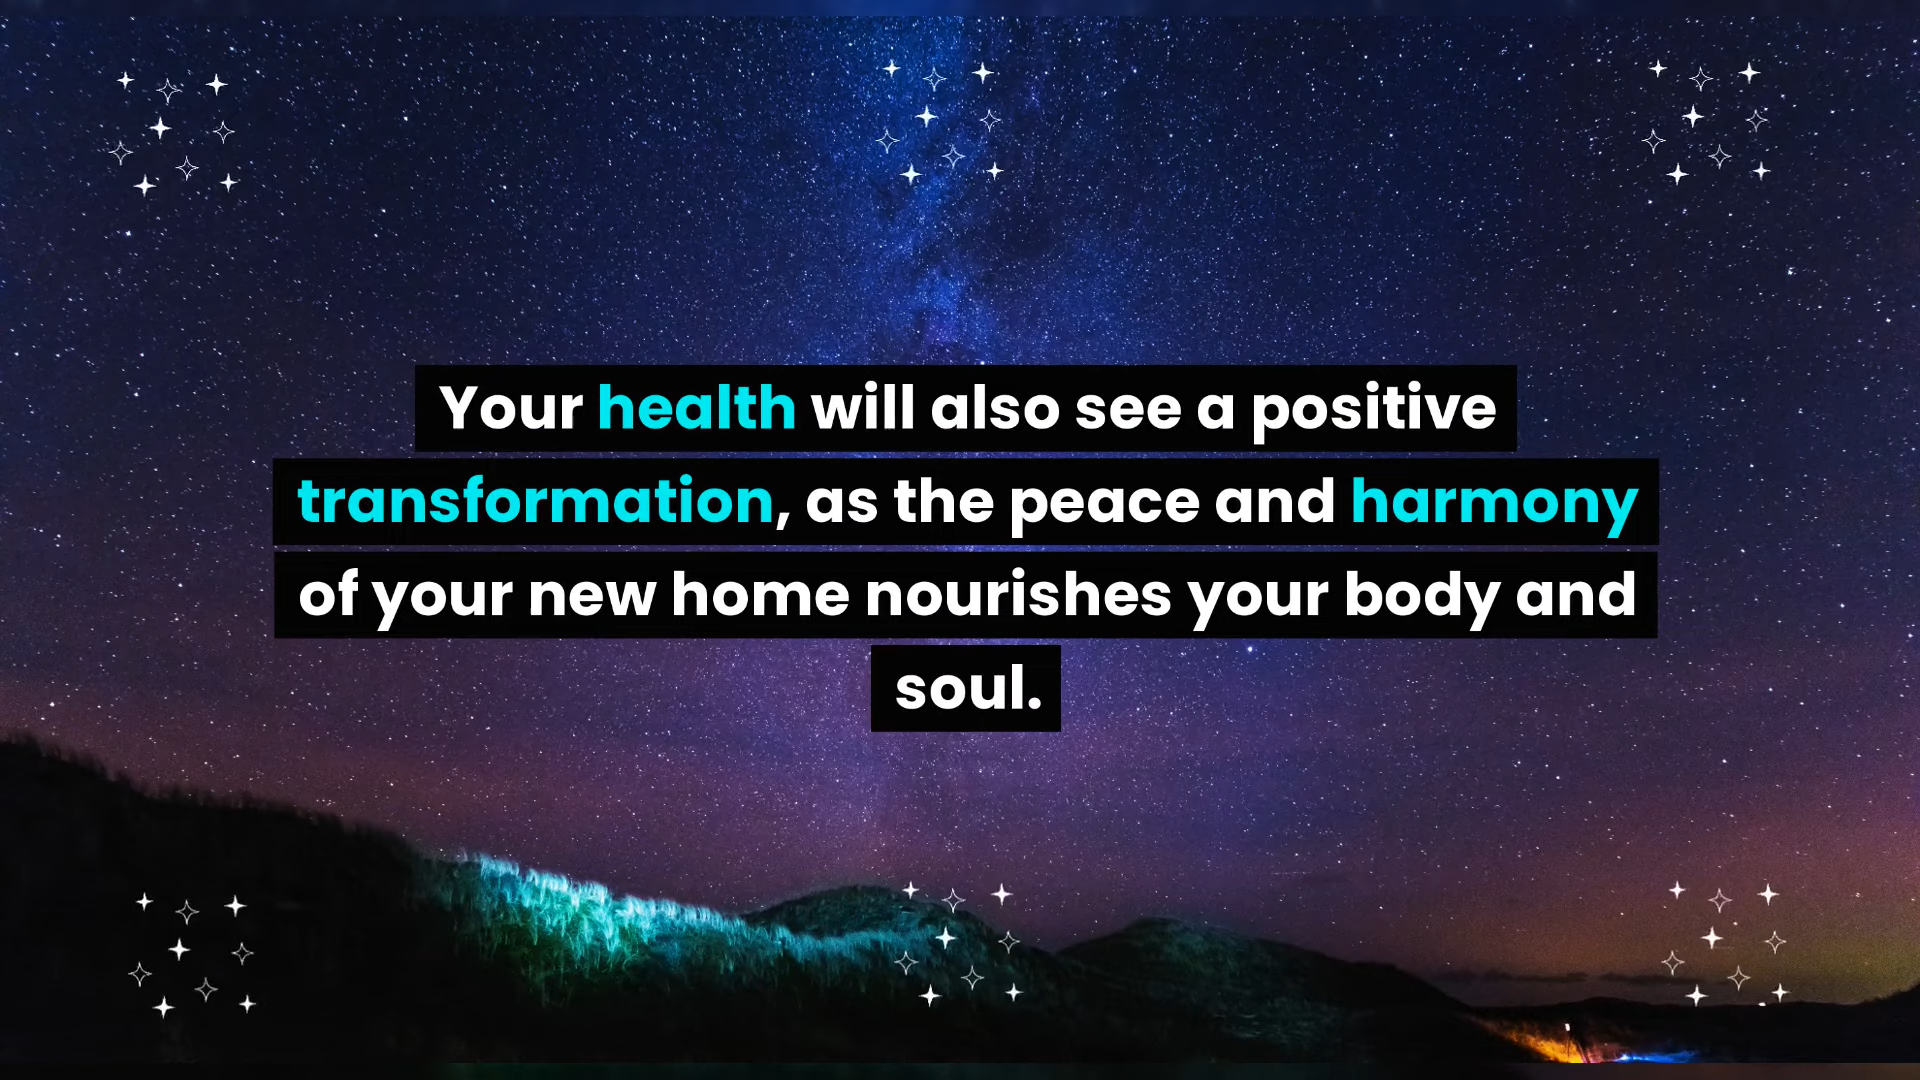 Your health will also see a positive
transformation, as the peace and harmony
of your new home nourishes your body and
soul.